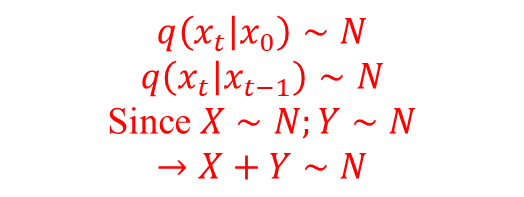 q(x_t|x_0) ~ N
q(x_t|x_{t−1}) ~ N
Since X ~ N; Y ~ N
→ X + Y ~ N